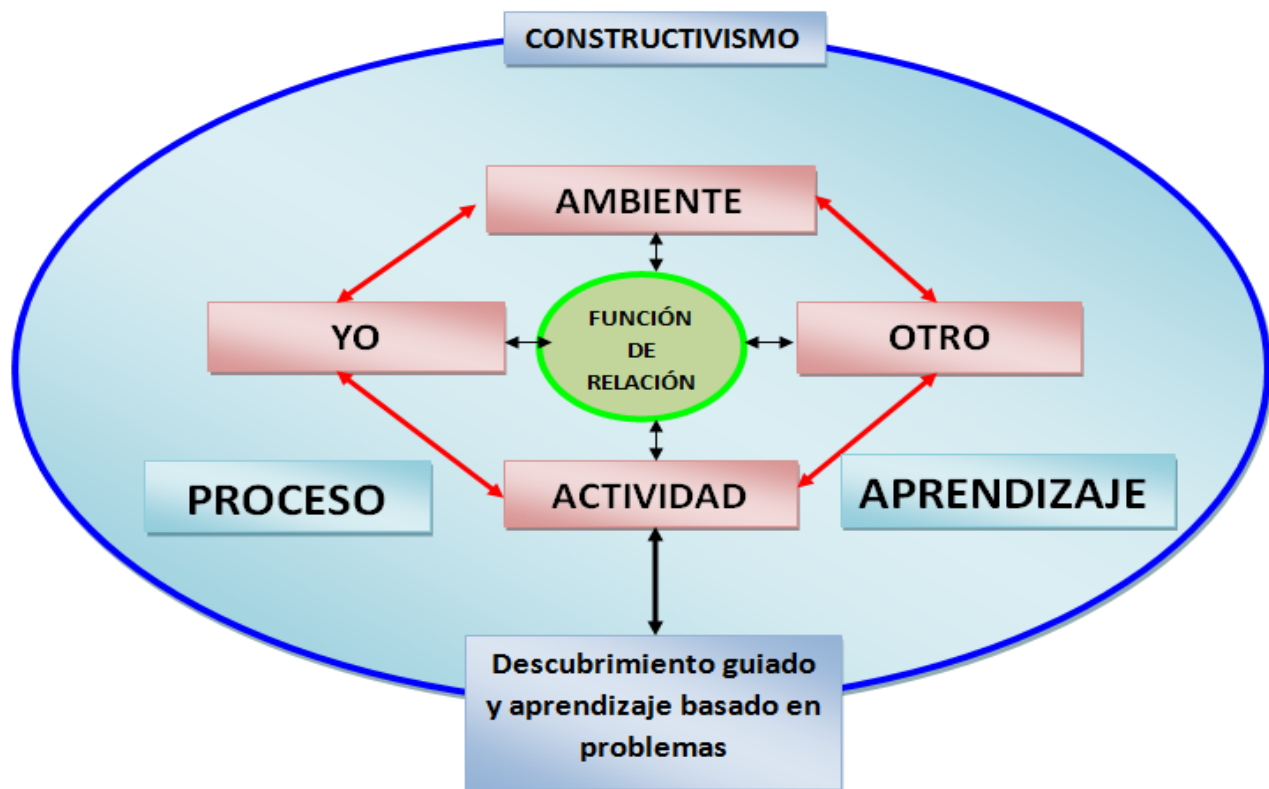 CONSTRUCTIVISMO
AMBIENTE
YO
FUNCIÓN
DE
RELACIÓN
OTRO
PROCESO
ACTIVIDAD
APRENDIZAJE
Descubrimiento guiado
y aprendizaje basado en
problemas